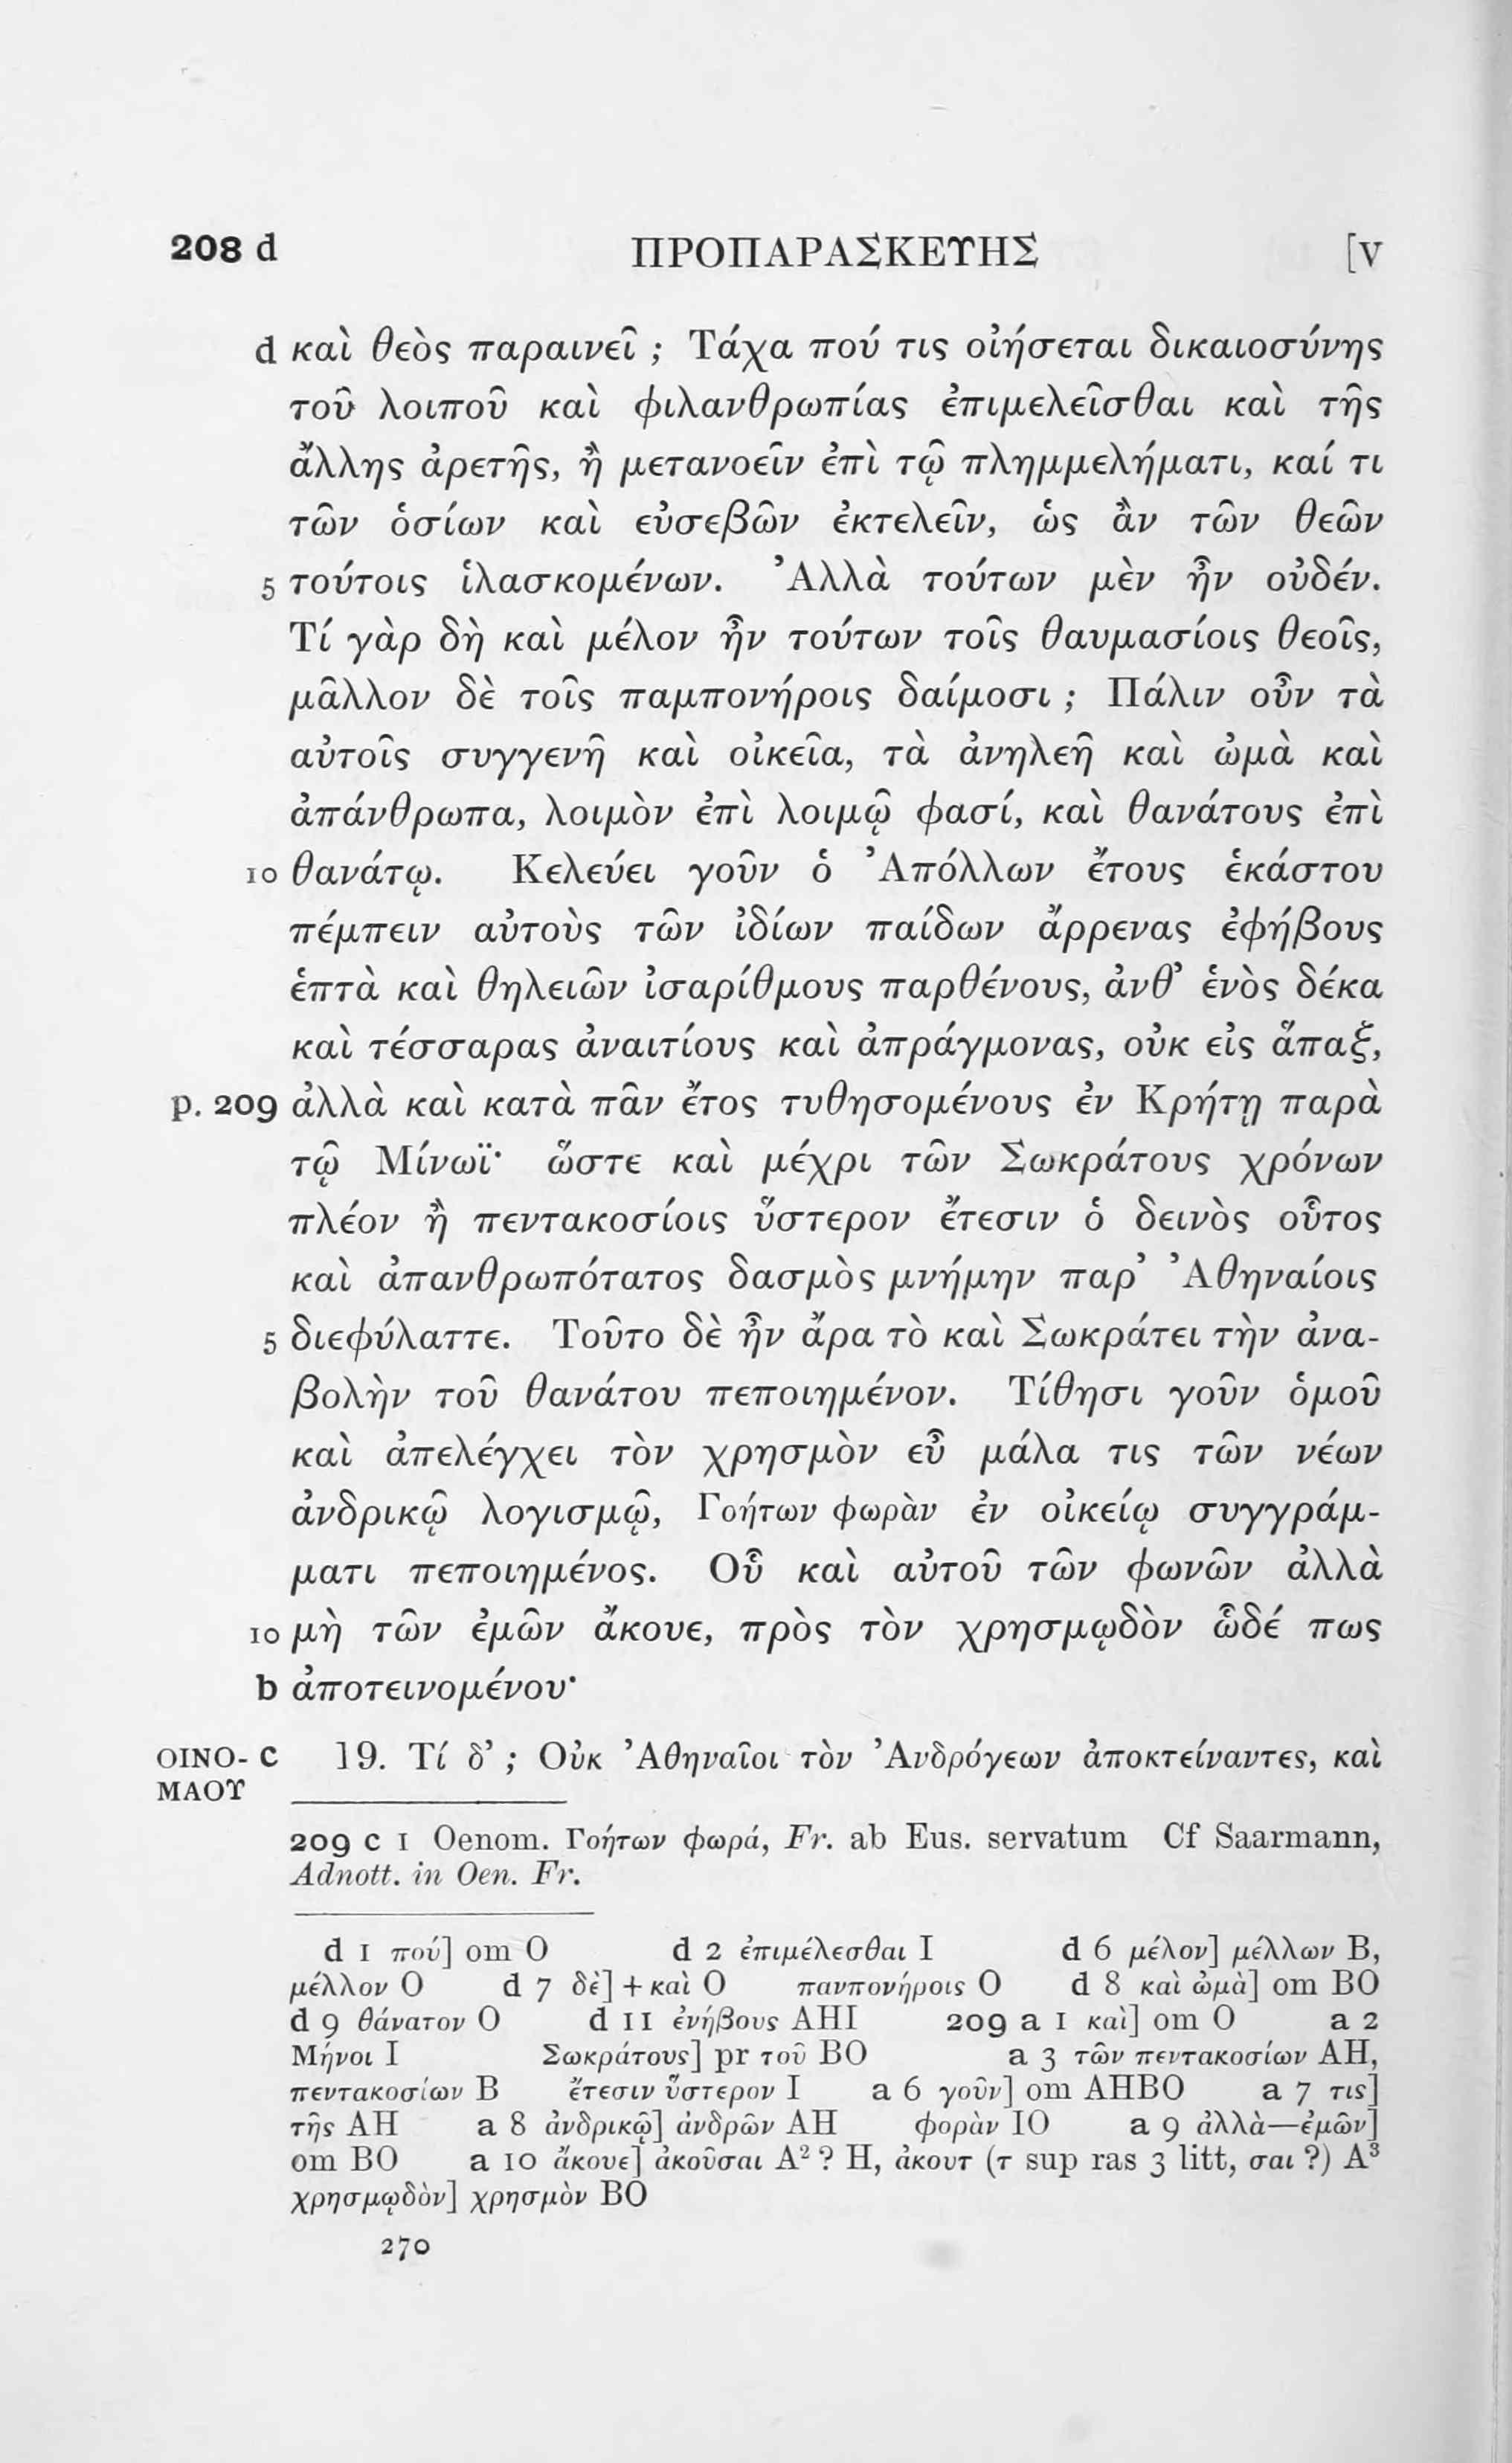 208 d ΠΡΟΠΑΡΑΣΚΕΥΗΣ [V
d καὶ θεὸς παραινεῖ ; Τάχα πού τις οἰήσεται δικαιοσύνης
τοῦ λοιποῦ καὶ φιλανθρωπίας ἐπιμελεῖσθαι καὶ τῆς
ἄλλης ἀρετῆς, ἢ μετανοεῖν ἐπὶ τῷ πλημμελήματι, καί τι
τῶν ὁσίων καὶ εὐσεβῶν ἐκτελεῖν, ὡς ἂν τῶν θεῶν
5 τούτοις ἱλασκομένων. Ἀλλὰ τούτων μὲν ἦν οὐδέν.
Τί γὰρ δὴ καὶ μέλον ἦν τούτων τοῖς θαυμασίοις θεοῖς,
μᾶλλον δὲ τοῖς παμπονήροις δαίμοσι ; Πάλιν οὖν τὰ
αὐτοῖς συγγενῆ καὶ οἰκεῖα, τὰ ἀνηλεῆ καὶ ὠμὰ καὶ
ἀπάνθρωπα, λοιμὸν ἐπὶ λοιμῷ φασί, καὶ θανάτους ἐπὶ
10 θανάτῳ. Κελεύει γοῦν ὁ Ἀπόλλων ἔτους ἑκάστου
πέμπειν αὐτοὺς τῶν ἰδίων παίδων ἄρρενας ἐφήβους
ἑπτὰ καὶ θηλειῶν ἰσαρίθμους παρθένους, ἀνθ’ ἑνὸς δέκα
καὶ τέσσαρας ἀναιτίους καὶ ἀπράγμονας, οὐκ εἰς ἅπαξ,
p. 209 ἀλλὰ καὶ κατὰ πᾶν ἔτος τυθησομένους ἐν Κρήτῃ παρὰ
τῷ Μίνωϊ· ὥστε καὶ μέχρι τῶν Σωκράτους χρόνων
πλέον ἢ πεντακοσίοις ὕστερον ἔτεσιν ὁ δεινὸς οὗτος
καὶ ἀπανθρωπότατος δασμὸς μνήμην παρ’ Ἀθηναίοις
5 διεφύλαττε. Τοῦτο δὲ ἦν ἄρα τὸ καὶ Σωκράτει τὴν ἀνα-
βολὴν τοῦ θανάτου πεποιημένον. Τίθησι γοῦν ὁμοῦ
καὶ ἀπελέγχει τὸν χρησμὸν εὖ μάλα τις τῶν νέων
ἀνδρικῷ λογισμῷ, Γοήτων φωρὰν ἐν οἰκείῳ συγγράμ-
ματι πεποιημένος. Οὗ καὶ αὐτοῦ τῶν φωνῶν ἀλλὰ
10 μὴ τῶν ἐμῶν ἄκουε, πρὸς τὸν χρησμῳδὸν ὧδέ πως
b ἀποτεινομένου·
ΟΙΝΟ- c 19. Τί δ’ ; Οὐκ Ἀθηναῖοι τὸν Ἀνδρόγεων ἀποκτείναντες, καὶ
ΜΑΟΥ
209 c 1 Oenom. Γοήτων φωρά, Fr. ab Eus. servatum Cf Saarmann,
Adnott. in Oen. Fr.
d 1 πού] om O d 2 ἐπιμέλεσθαι I d 6 μέλον] μέλλων B,
μέλλον O d 7 δὲ] + καὶ O πανπονήροις O d 8 καὶ ὠμὰ] om BO
d 9 θάνατον O d 11 ἐνήβους AHI 209 a 1 καὶ] om O a 2
Μήνοι I Σωκράτους] pr τοῦ BO a 3 τῶν πεντακοσίων AH,
πεντακοσίων B ἔτεσιν ὕστερον I a 6 γοῦν] om AHBO a 7 τις]
τῆς AH a 8 ἀνδρικῷ] ἀνδρῶν AH φορὰν IO a 9 ἀλλὰ—ἐμῶν]
om BO a 10 ἄκουε] ἀκοῦσαι A² ? H, ἀκουτ (τ sup ras 3 litt, σαι ?) A³
χρησμῳδὸν] χρησμὸν BO
270